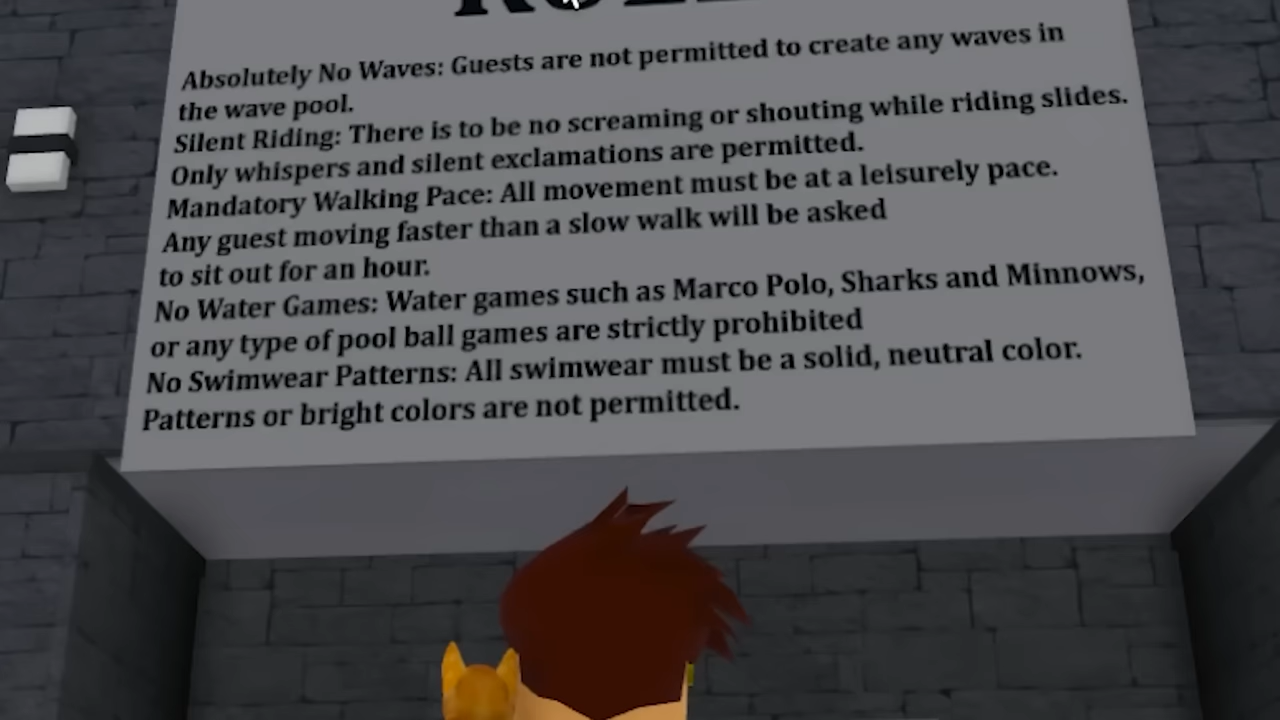 Absolutely No Waves: Guests are not permitted to create any waves in
the wave pool.
Silent Riding: There is to be no screaming or shouting while riding slides.
Only whispers and silent exclamations are permitted.
Mandatory Walking Pace: All movement must be at a leisurely pace.
Any guest moving faster than a slow walk will be asked
to sit out for an hour.
No Water Games: Water games such as Marco Polo, Sharks and Minnows,
or any type of pool ball games are strictly prohibited
No Swimwear Patterns: All swimwear must be a solid, neutral color.
Patterns or bright colors are not permitted.